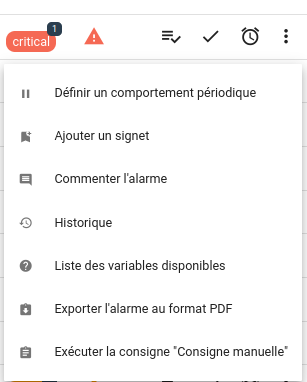 1
critical
Définir un comportement périodique
Ajouter un signet
Commenter l'alarme
Historique
Liste des variables disponibles
Exporter l'alarme au format PDF
Exécuter la consigne "Consigne manuelle"